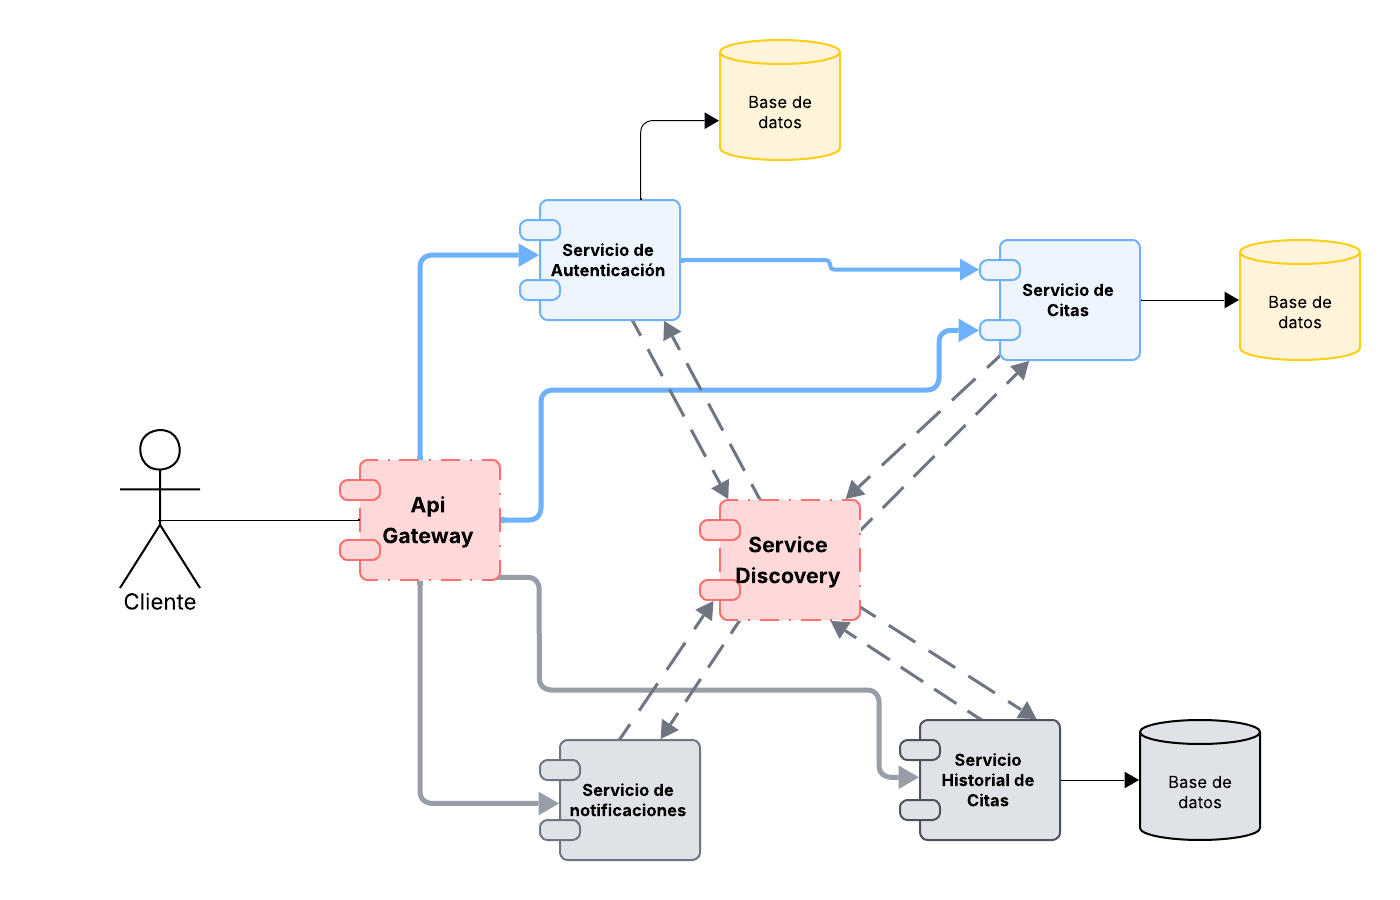 Base de
datos
Servicio de
Autenticación
Servicio de
Citas
Base de
datos
Api
Gateway
Service
Discovery
Cliente
Servicio de
notificaciones
Servicio
Historial de
Citas
Base de
datos